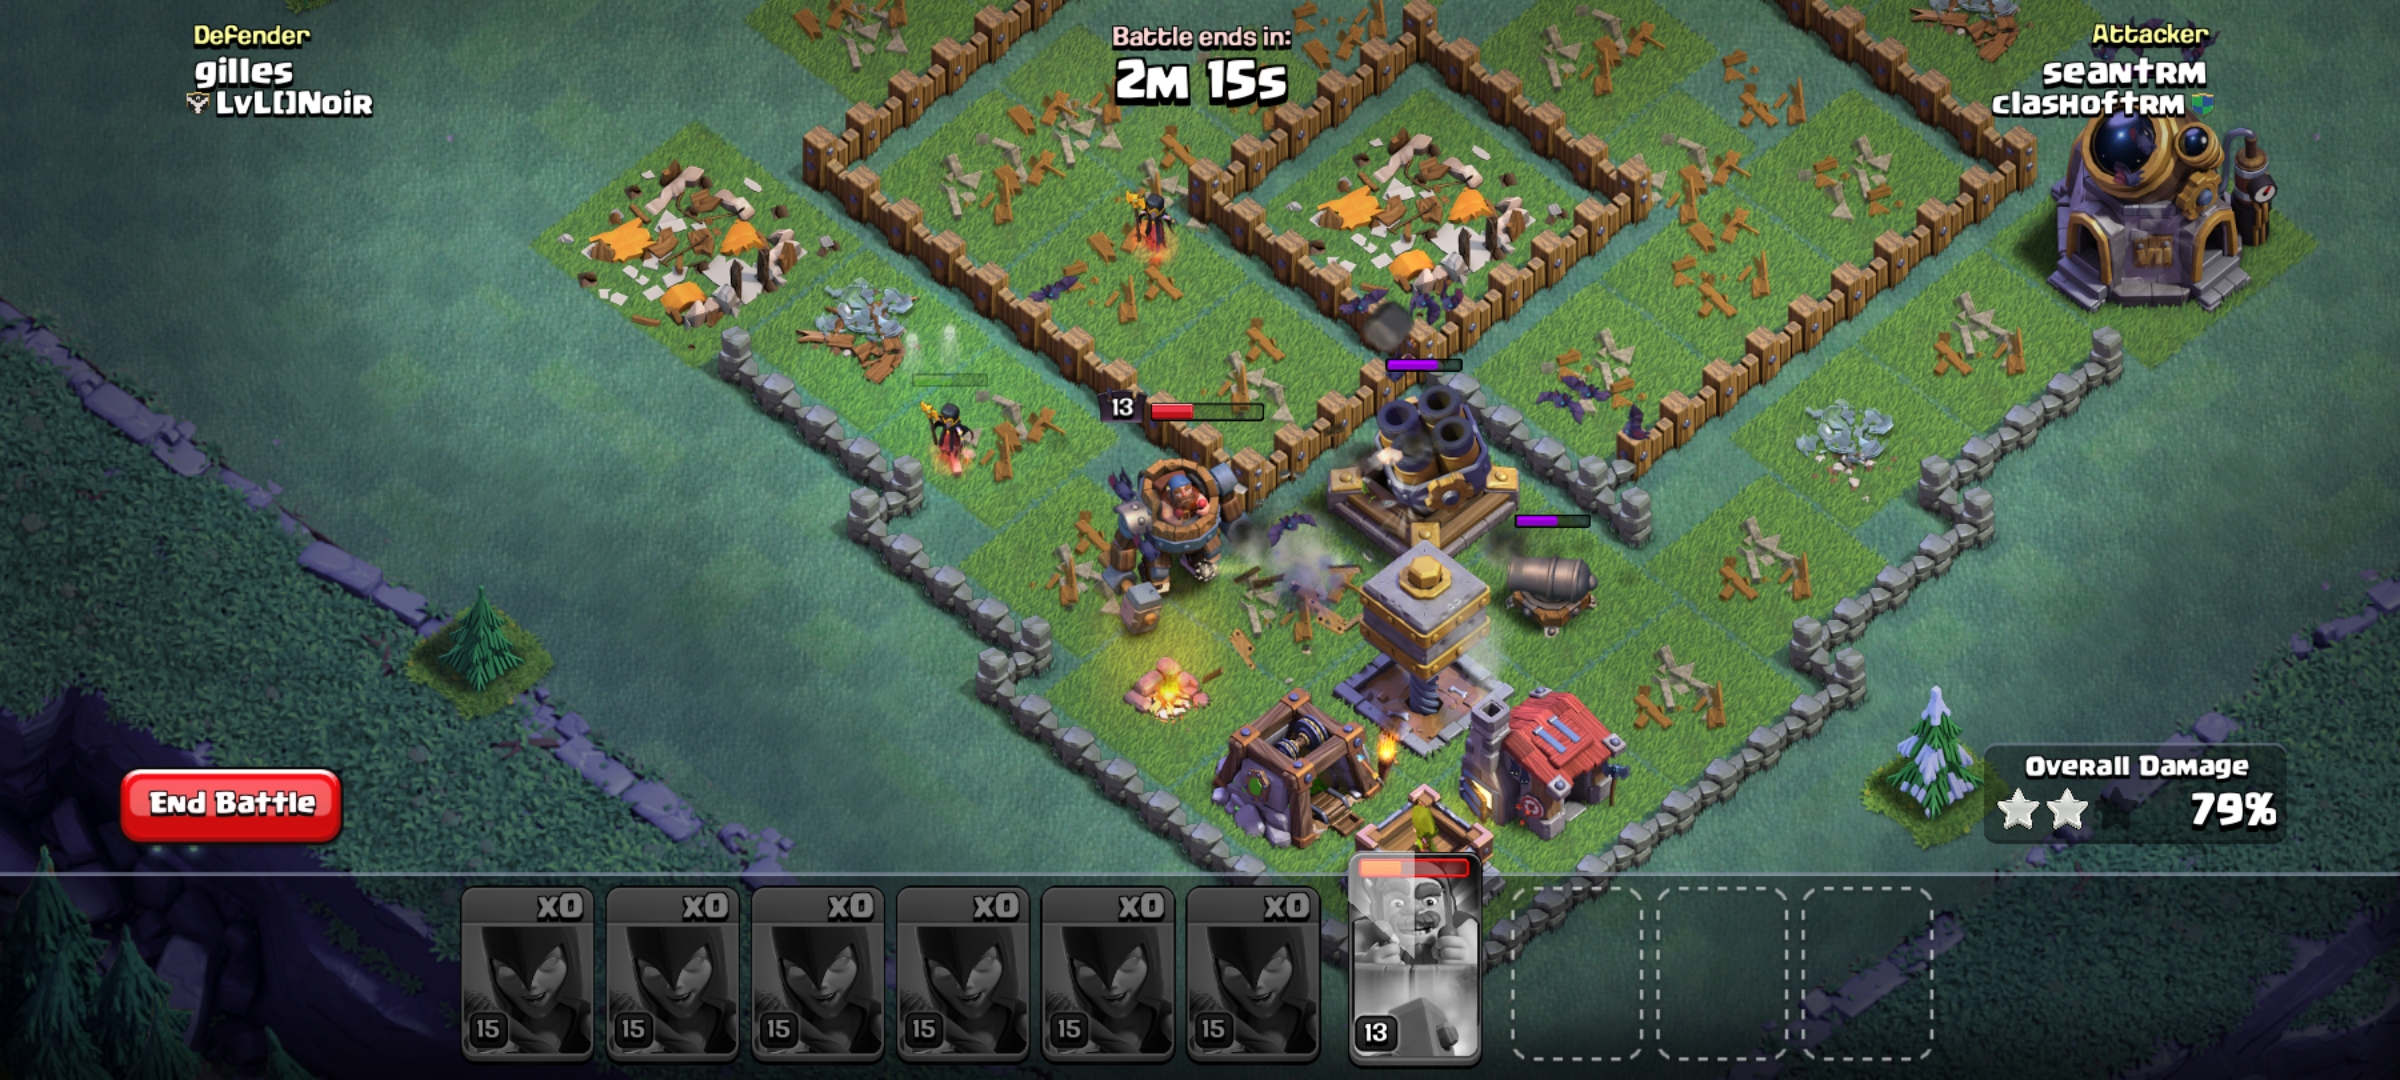 Defender
gilles
LvL[]Noir
Battle ends in:
2M 15s
Attacker
seantRM
clashoftRM
13
End Battle
Overall Damage
79%
x0
x0
x0
x0
x0
x0
15
15
15
15
15
15
13